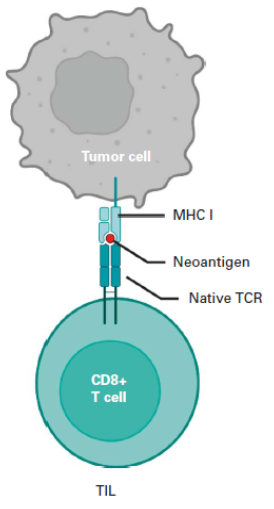 Tumor cell
MHC I
Neoantigen
Native TCR
CD8+
T cell
TIL